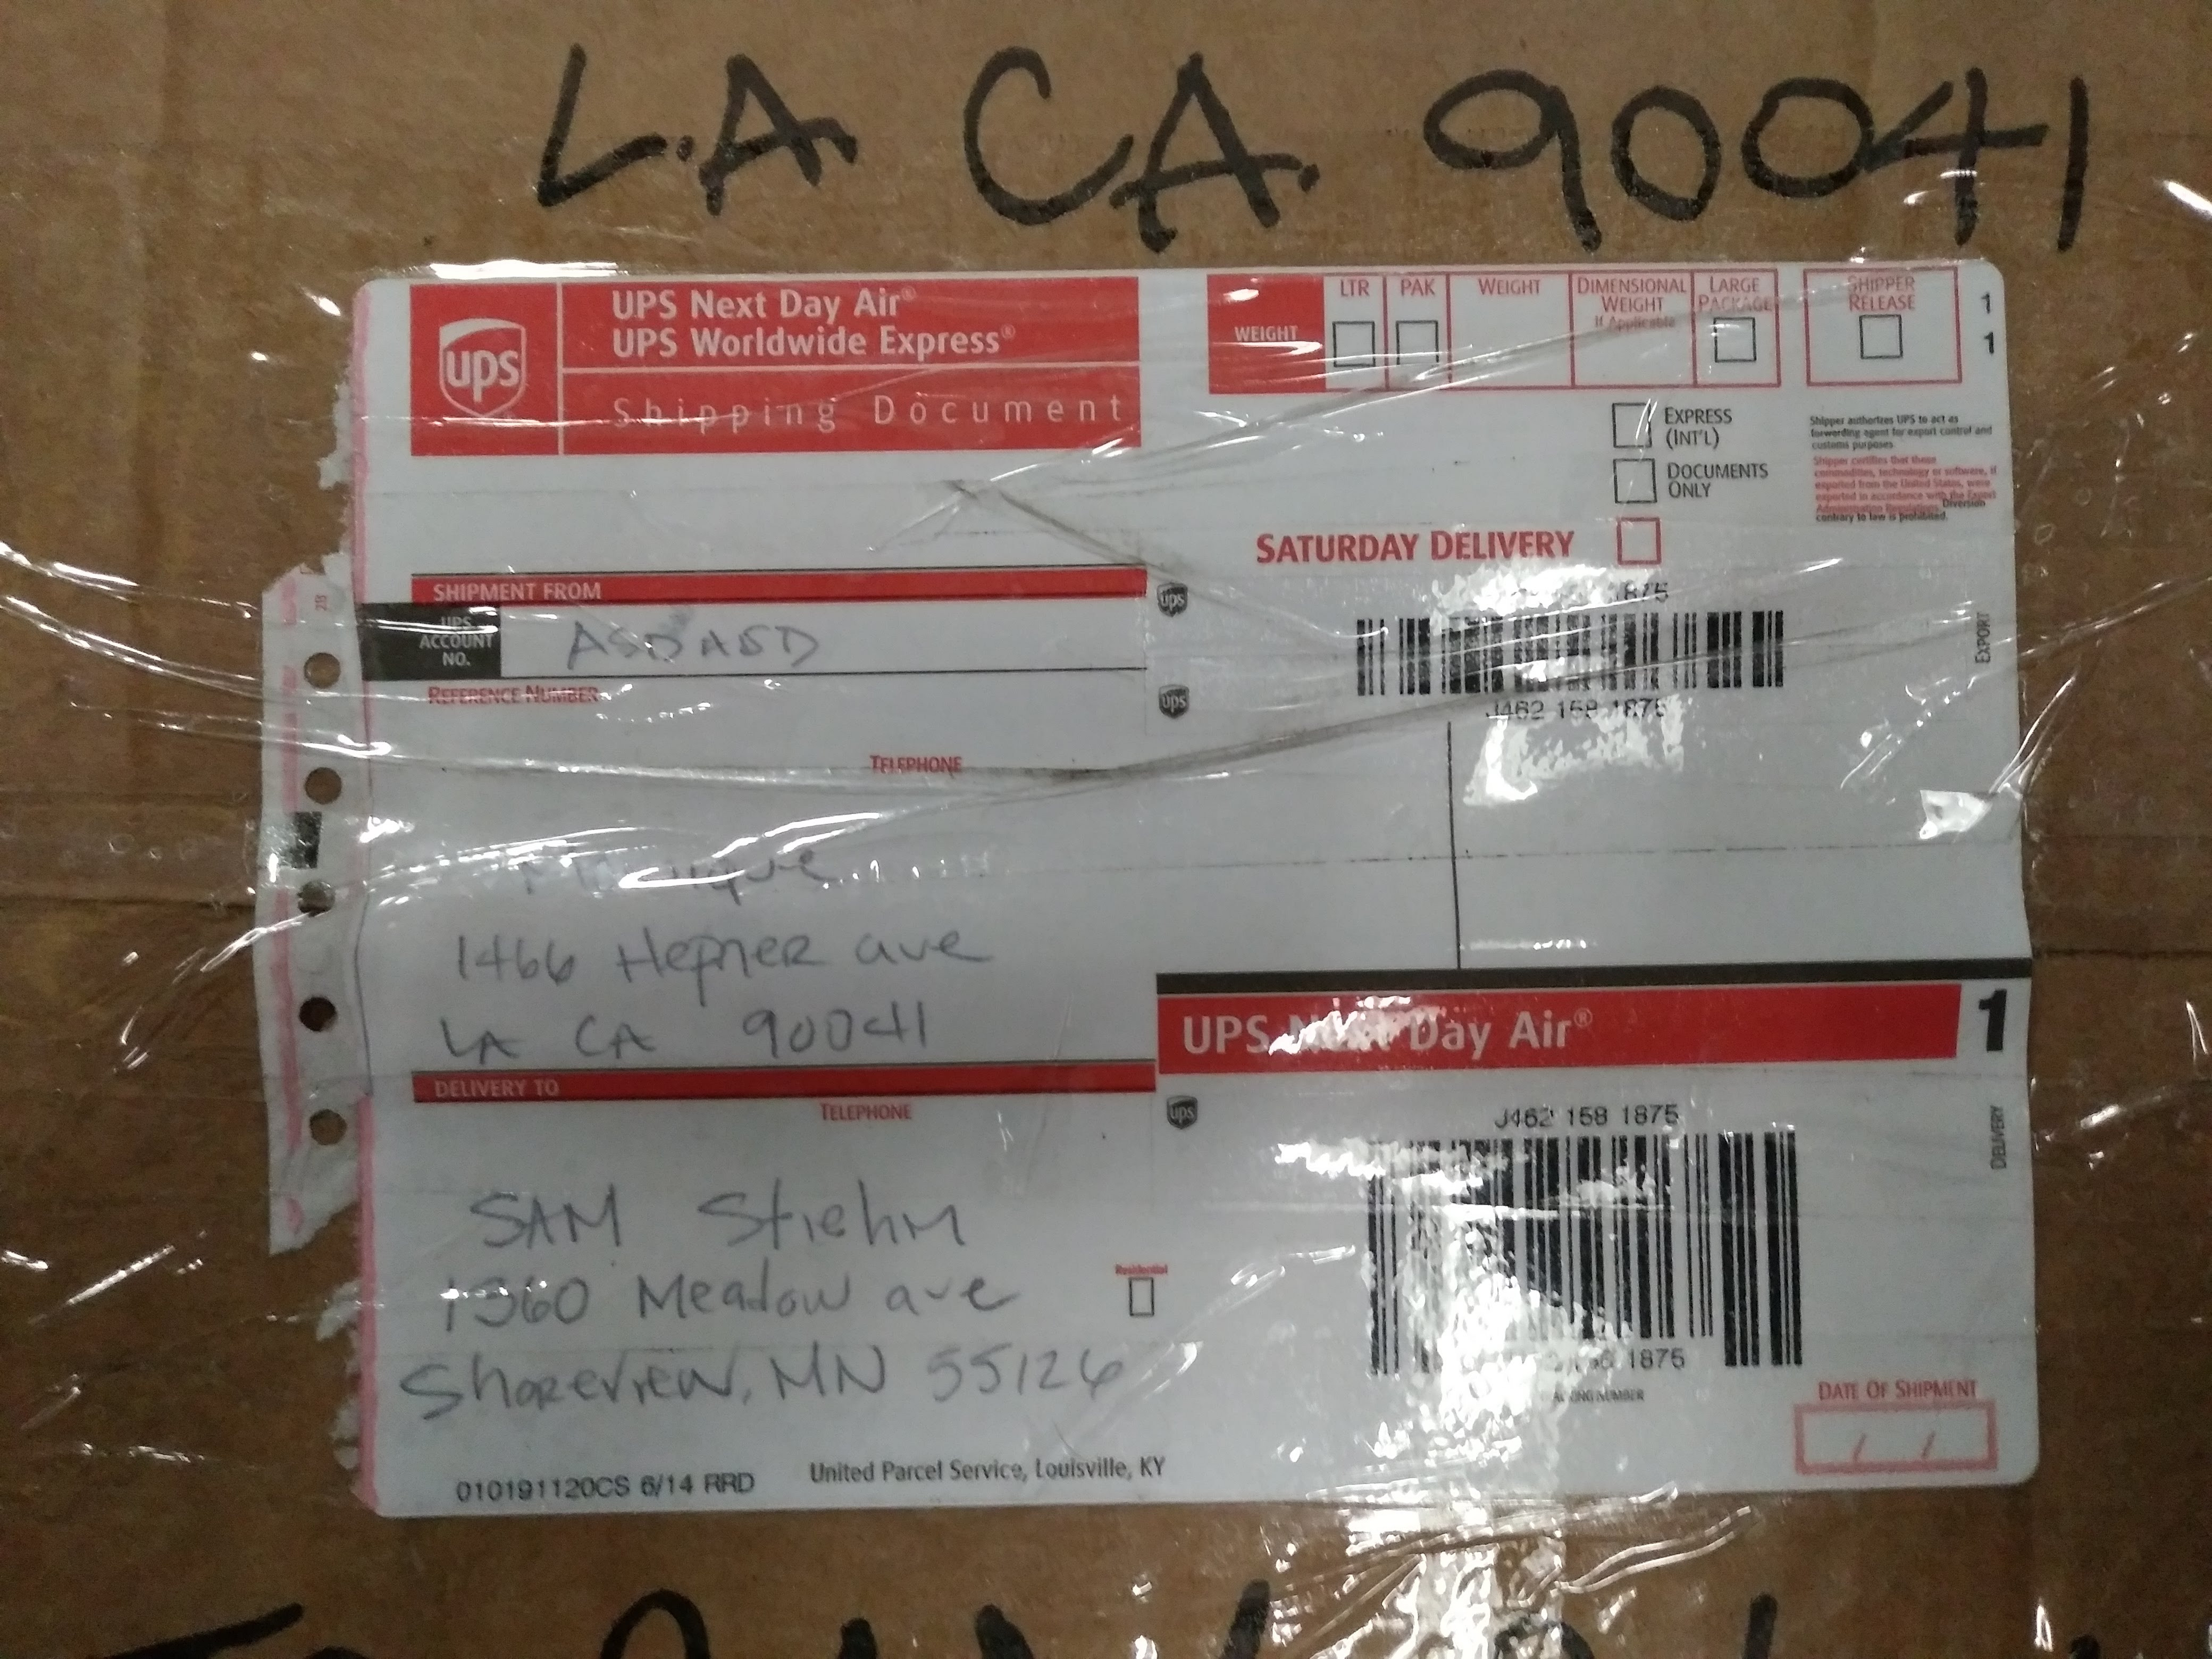 L.A CA. 90041
UPS Next Day Air®
UPS Worldwide Express®
ups
Shipping Document
WEIGHT
LTR
PAK
WEIGHT
DIMENSIONAL WEIGHT
If Applicable
LARGE PACKAGE
SHIPPER RELEASE
1
1
EXPRESS (INT'L)
DOCUMENTS ONLY
Shipper authorizes UPS to act as
forwarding agent for export control and
customs purposes
Shipper certifies that these
commodities, technology or software, if
exported from the United States, were
exported in accordance with the Export
Administration Regulations. Diversion
contrary to law is prohibited.
SATURDAY DELIVERY
SHIPMENT FROM
UPS ACCOUNT NO.
ASDASD
ups
1875
J462 158 1875
EXPORT
REFERENCE NUMBER
ups
TELEPHONE
1466 Hepner ave
LA CA 90041
UPS Next Day Air®
1
DELIVERY TO
TELEPHONE
ups
J462 158 1875
DELIVERY
SAM Stiehm
1360 Meadow ave
Residential
Shoreview, MN 55126
1875
NUMBER
DATE OF SHIPMENT
/ /
010191120CS 6/14 RRD
United Parcel Service, Louisville, KY